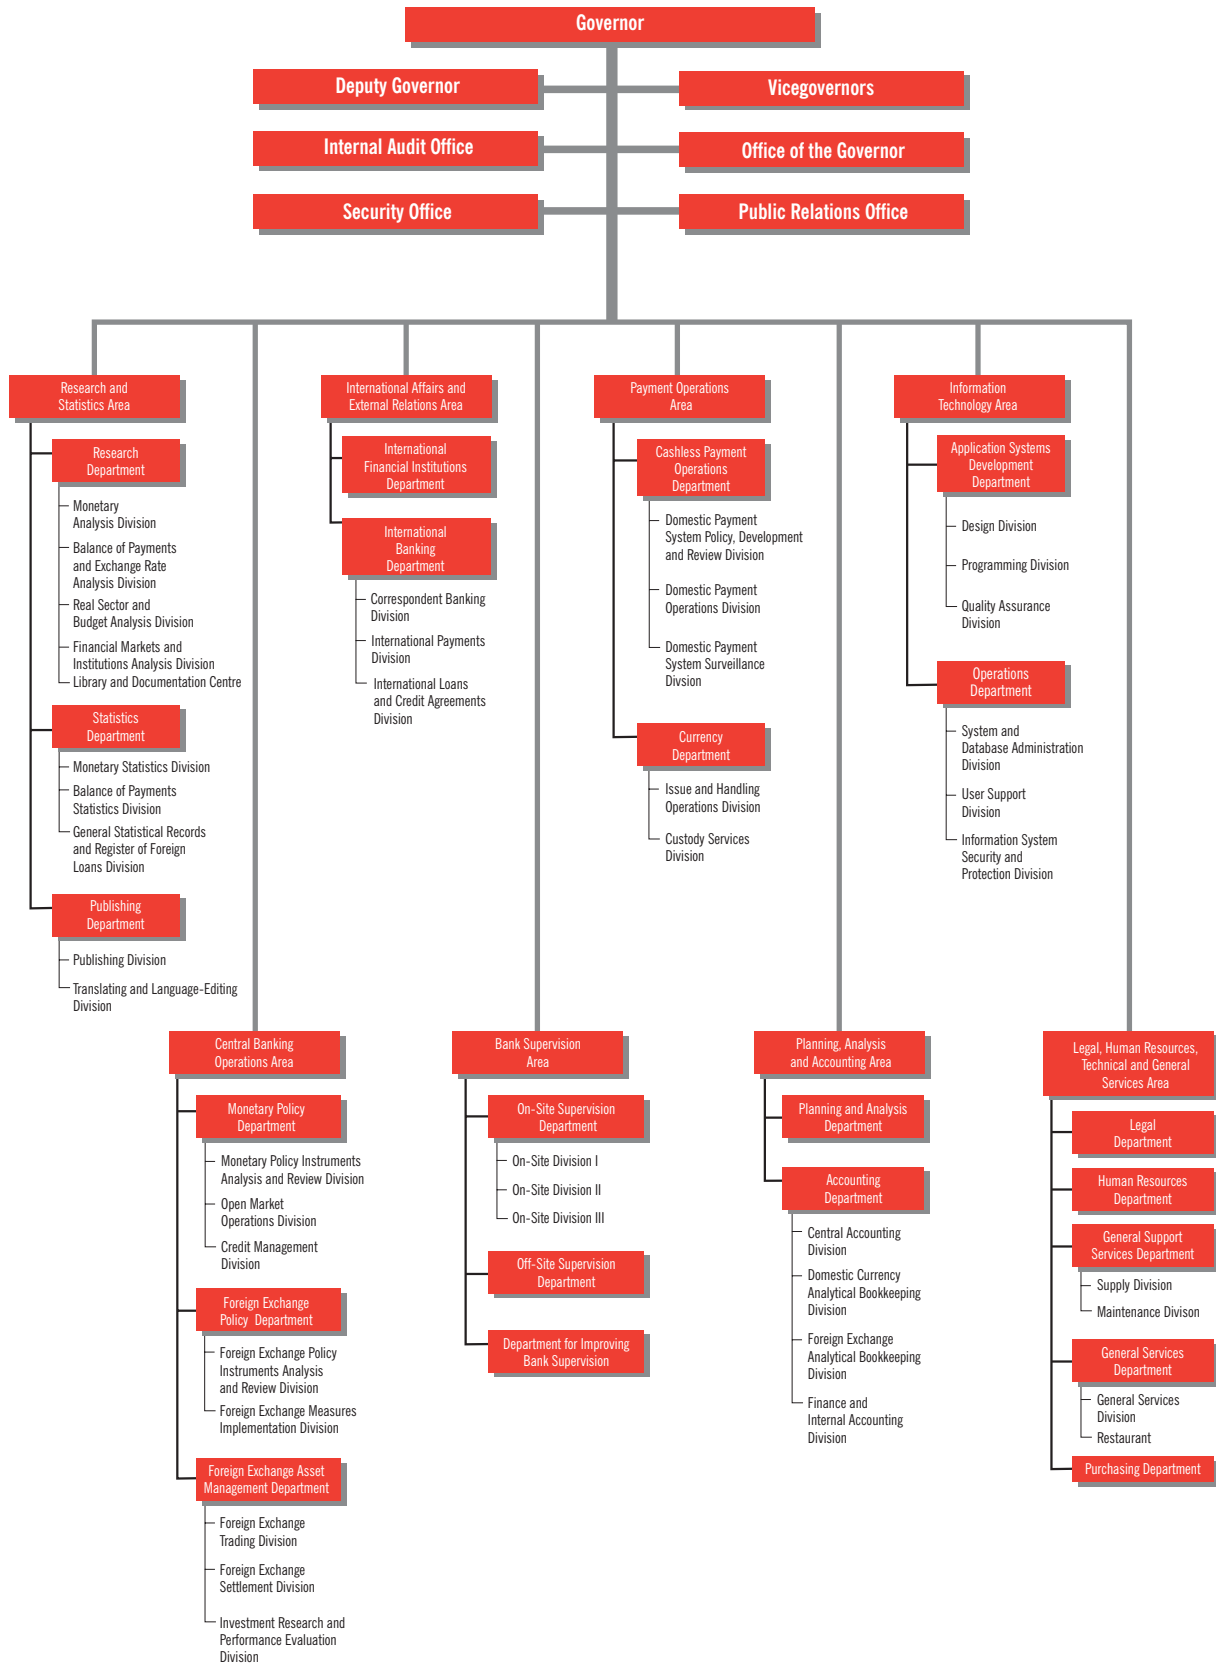 Governor
Deputy Governor
Vicegovernors
Internal Audit Office
Office of the Governor
Security Office
Public Relations Office
Research and
Statistics Area
Research
Department
Monetary
Analysis Division
Balance of Payments
and Exchange Rate
Analysis Division
Real Sector and
Budget Analysis Division
Financial Markets and
Institutions Analysis Division
Library and Documentation Centre
Statistics
Department
Monetary Statistics Division
Balance of Payments
Statistics Division
General Statistical Records
and Register of Foreign
Loans Division
Publishing
Department
Publishing Division
Translating and Language-Editing
Division
International Affairs and
External Relations Area
International
Financial Institutions
Department
International
Banking
Department
Correspondent Banking
Division
International Payments
Division
International Loans
and Credit Agreements
Division
Payment Operations
Area
Cashless Payment
Operations
Department
Domestic Payment
System Policy, Development
and Review Division
Domestic Payment
Operations Division
Domestic Payment
System Surveillance
Divsion
Currency
Department
Issue and Handling
Operations Division
Custody Services
Division
Information
Technology Area
Application Systems
Development
Department
Design Division
Programming Division
Quality Assurance
Division
Operations
Department
System and
Database Administration
Division
User Support
Division
Information System
Security and
Protection Division
Central Banking
Operations Area
Monetary Policy
Department
Monetary Policy Instruments
Analysis and Review Division
Open Market
Operations Division
Credit Management
Division
Foreign Exchange
Policy Department
Foreign Exchange Policy
Instruments Analysis
and Review Division
Foreign Exchange Measures
Implementation Division
Foreign Exchange Asset
Management Department
Foreign Exchange
Trading Division
Foreign Exchange
Settlement Division
Investment Research and
Performance Evaluation
Division
Bank Supervision
Area
On-Site Supervision
Department
On-Site Division I
On-Site Division II
On-Site Division III
Off-Site Supervision
Department
Department for Improving
Bank Supervision
Planning, Analysis
and Accounting Area
Planning and Analysis
Department
Accounting
Department
Central Accounting
Division
Domestic Currency
Analytical Bookkeeping
Division
Foreign Exchange
Analytical Bookkeeping
Division
Finance and
Internal Accounting
Division
Legal, Human Resources,
Technical and General
Services Area
Legal
Department
Human Resources
Department
General Support
Services Department
Supply Division
Maintenance Divison
General Services
Department
General Services
Division
Restaurant
Purchasing Department